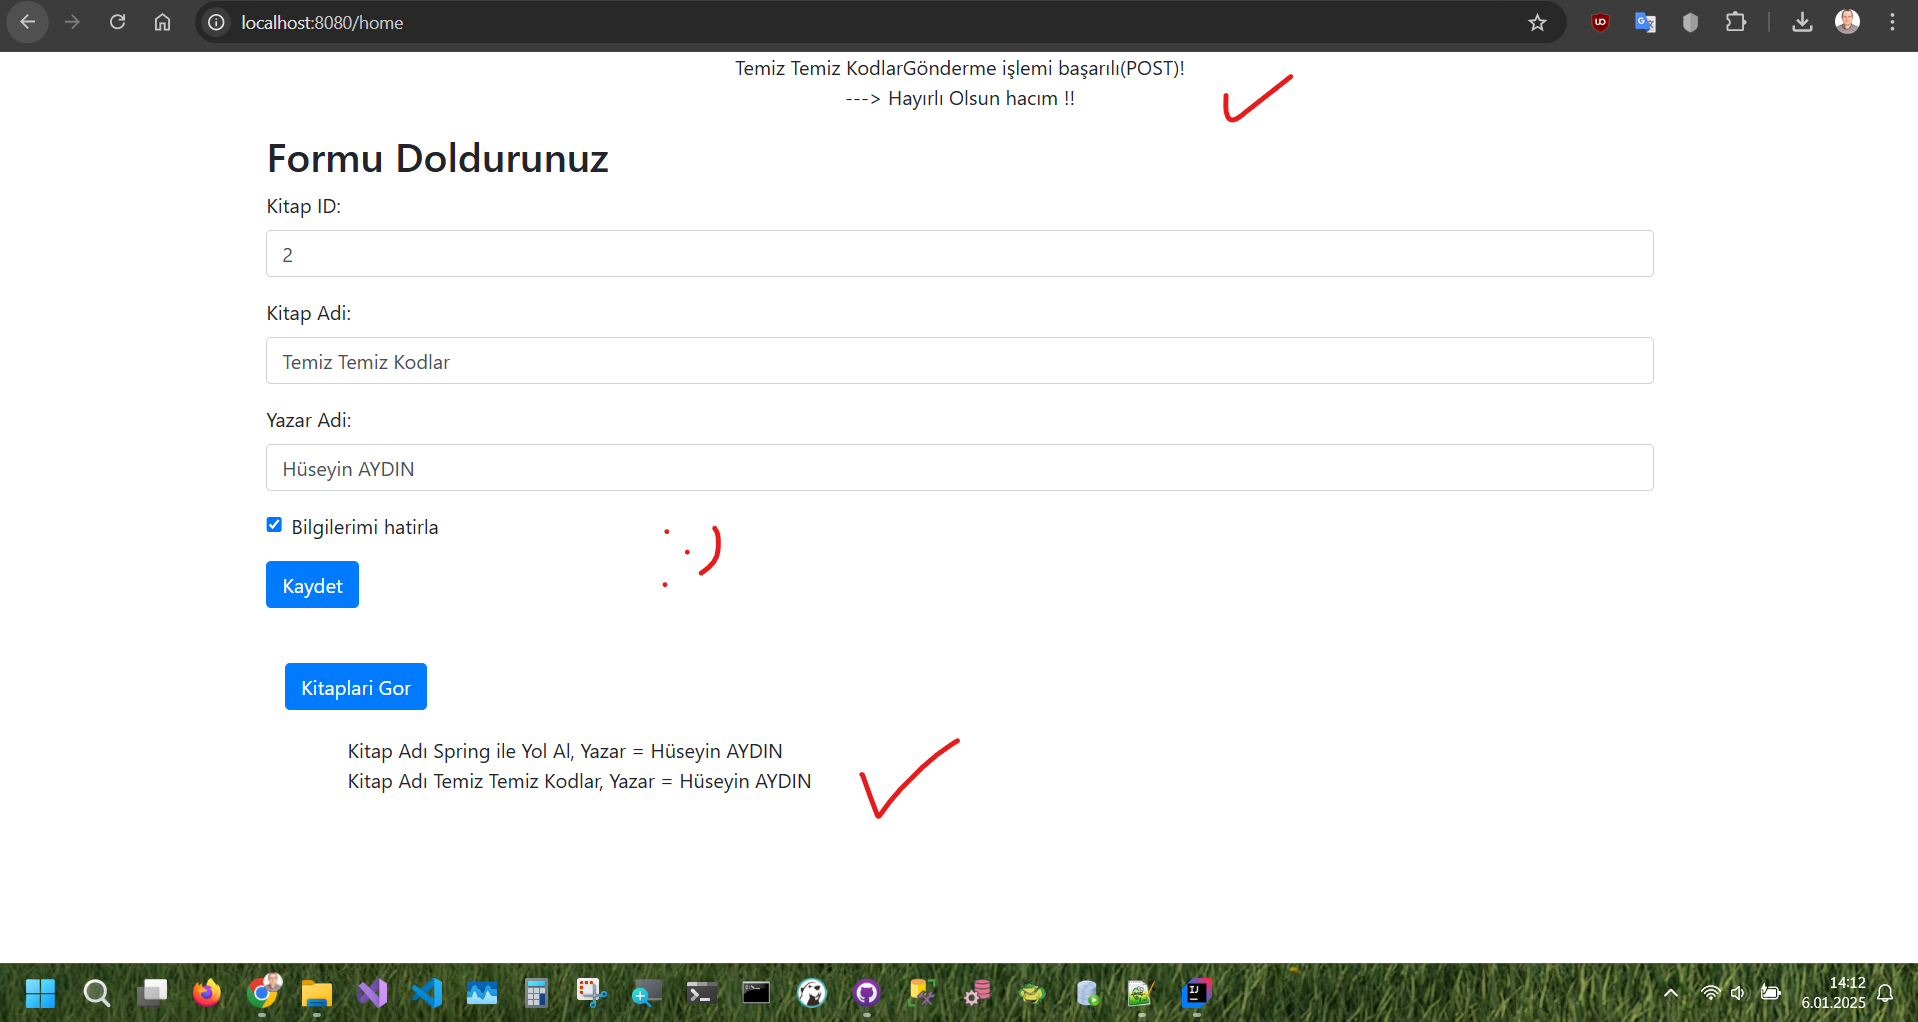 localhost:8080/home
Temiz Temiz KodlarGönderme işlemi başarılı(POST)!
---> Hayırlı Olsun hacım !!
Formu Doldurunuz
Kitap ID:
2
Kitap Adi:
Temiz Temiz Kodlar
Yazar Adi:
Hüseyin AYDIN
Bilgilerimi hatirla
Kaydet
Kitaplari Gor
Kitap Adı Spring ile Yol Al, Yazar = Hüseyin AYDIN
Kitap Adı Temiz Temiz Kodlar, Yazar = Hüseyin AYDIN
14:12
6.01.2025